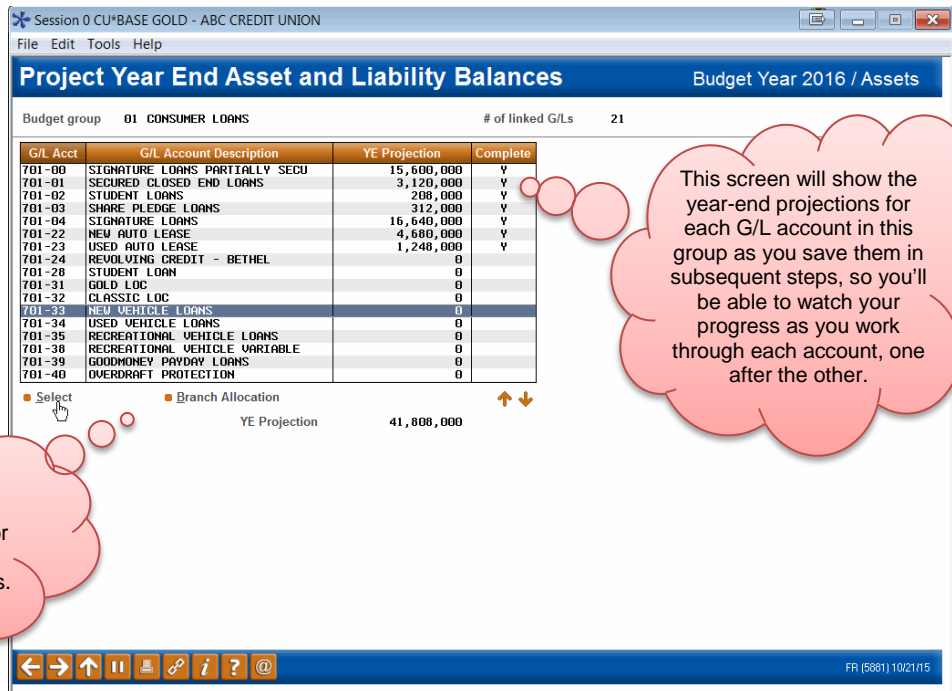 Session 0 CU*BASE GOLD - ABC CREDIT UNION
File Edit Tools Help
Project Year End Asset and Liability Balances
Budget Year 2016 / Assets
Budget group 01 CONSUMER LOANS # of linked G/Ls 21
G/L Acct G/L Account Description YE Projection Complete
701-00 SIGNATURE LOANS PARTIALLY SECU 15,600,000 Y
701-01 SECURED CLOSED END LOANS 3,120,000 Y
701-02 STUDENT LOANS 208,000 Y
701-03 SHARE PLEDGE LOANS 312,000 Y
701-04 SIGNATURE LOANS 16,640,000 Y
701-22 NEW AUTO LEASE 4,680,000 Y
701-23 USED AUTO LEASE 1,248,000 Y
701-24 REVOLVING CREDIT - BETHEL 0
701-28 STUDENT LOAN 0
701-31 GOLD LOC 0
701-32 CLASSIC LOC 0
701-33 NEW VEHICLE LOANS 0
701-34 USED VEHICLE LOANS 0
701-35 RECREATIONAL VEHICLE LOANS 0
701-38 RECREATIONAL VEHICLE VARIABLE 0
701-39 GOODMONEY PAYDAY LOANS 0
701-40 OVERDRAFT PROTECTION 0
Select Branch Allocation
YE Projection 41,808,000
This screen will show the
year-end projections for
each G/L account in this
group as you save them in
subsequent steps, so you'll
be able to watch your
progress as you work
through each account, one
after the other.
FR (5881) 10/21/15